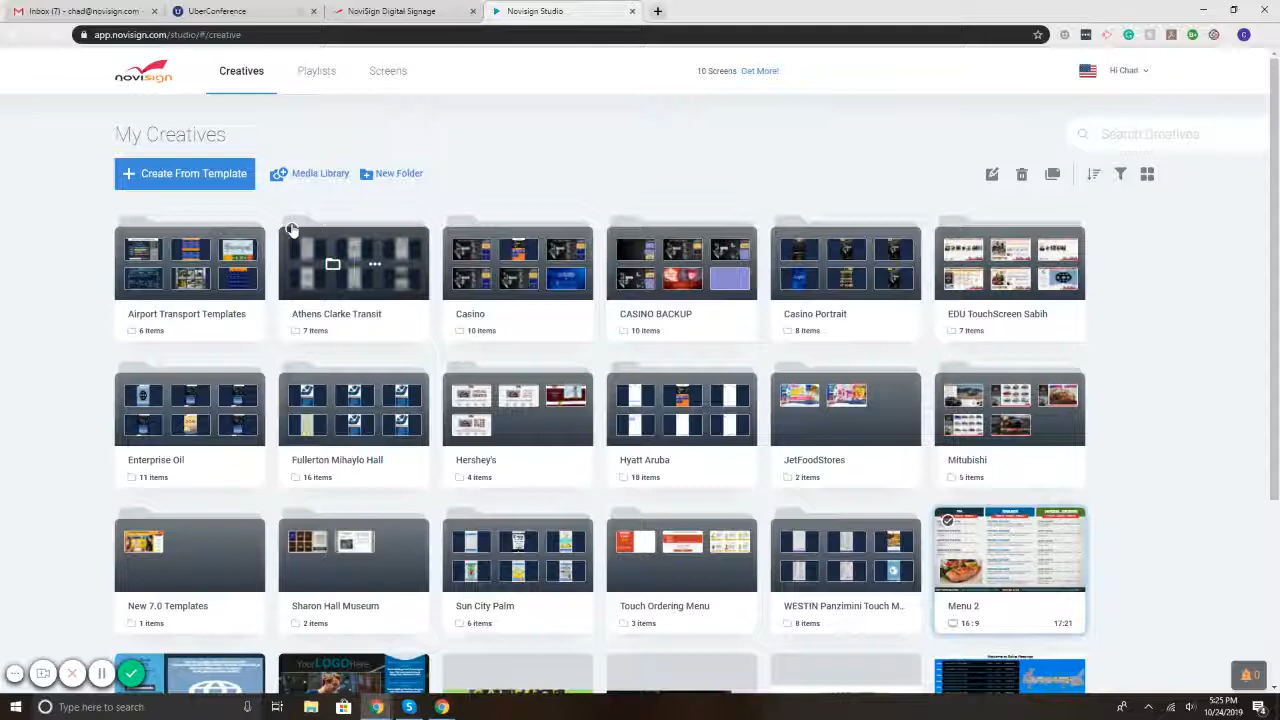 Inbox (7) - chad@novisign.com -
UberConference
NoviSign Digital Signage
Novisign Studio
app.novisign.com/studio/#/creative
novisign
Creatives
Playlists
Screens
10 Screens Get More!
Hi Chad
My Creatives
Search Creatives
Create From Template
Media Library
New Folder
Airport Transport Templates
6 items
Athens Clarke Transit
7 items
Casino
10 items
CASINO BACKUP
10 items
Casino Portrait
8 items
EDU TouchScreen Sabih
7 items
Enterprise Oil
11 items
Fullerton Mihaylo Hall
16 items
Hershey's
4 items
Hyatt Aruba
18 items
JetFoodStores
2 items
Mitubishi
5 items
New 7.0 Templates
1 items
Sharon Hall Museum
2 items
Sun City Palm
6 items
Touch Ordering Menu
3 items
WESTIN Panzimini Touch M..
8 items
Menu 2
16 : 9
17:21
Your LOGO Here
Type here to search
5:25 PM
10/24/2019